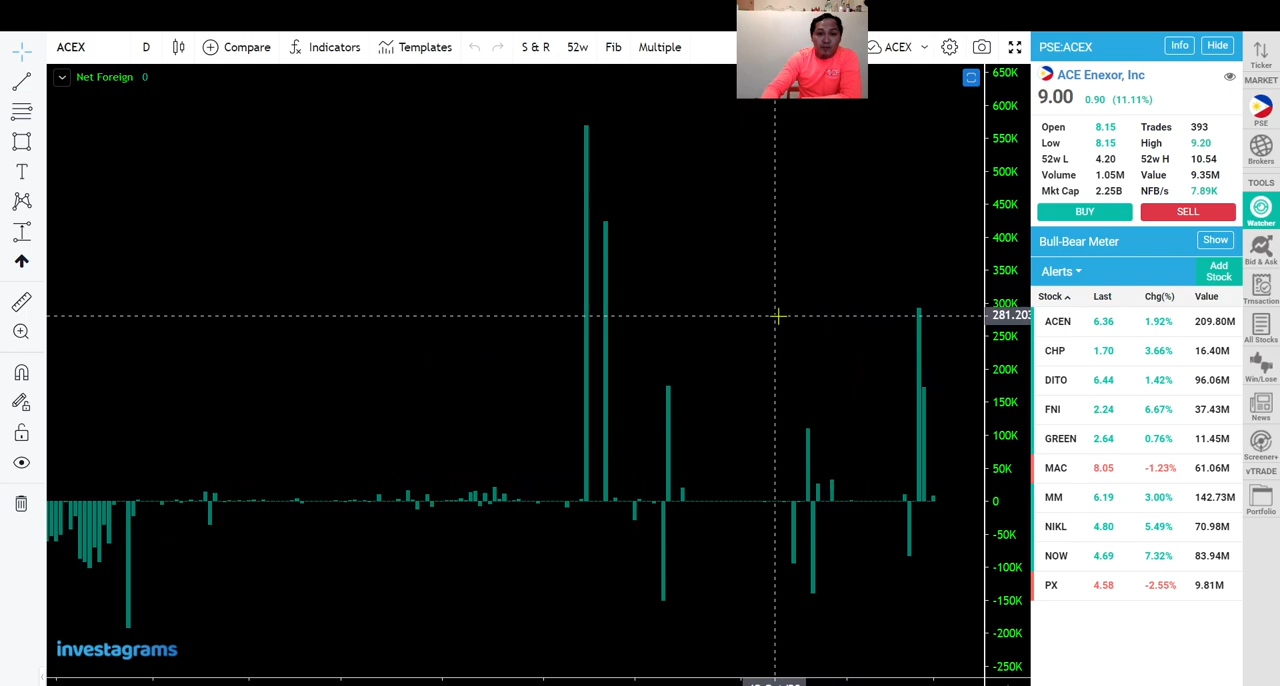 ACEX D Compare Indicators Templates S & R 52w Fib Multiple ACEX
Net Foreign 0
650K
600K
550K
500K
450K
400K
350K
300K
281.203
250K
200K
150K
100K
50K
0
-50K
-100K
-150K
-200K
-250K
investagrams
PSE:ACEX Info Hide
ACE Enexor, Inc
9.00 0.90 (11.11%)
Open 8.15 Trades 393
Low 8.15 High 9.20
52w L 4.20 52w H 10.54
Volume 1.05M Value 9.35M
Mkt Cap 2.25B NFB/s 7.89K
BUY SELL
Bull-Bear Meter Show
Alerts Add Stock
Stock Last Chg(%) Value
ACEN 6.36 1.92% 209.80M
CHP 1.70 3.66% 16.40M
DITO 6.44 1.42% 96.06M
FNI 2.24 6.67% 37.43M
GREEN 2.64 0.76% 11.45M
MAC 8.05 -1.23% 61.06M
MM 6.19 3.00% 142.73M
NIKL 4.80 5.49% 70.98M
NOW 4.69 7.32% 83.94M
PX 4.58 -2.55% 9.81M
Ticker
MARKET
PSE
Brokers
TOOLS
Watcher
Bid & Ask
Trnsaction
All Stocks
Win/Lose
News
Screener+
vTRADE
Portfolio